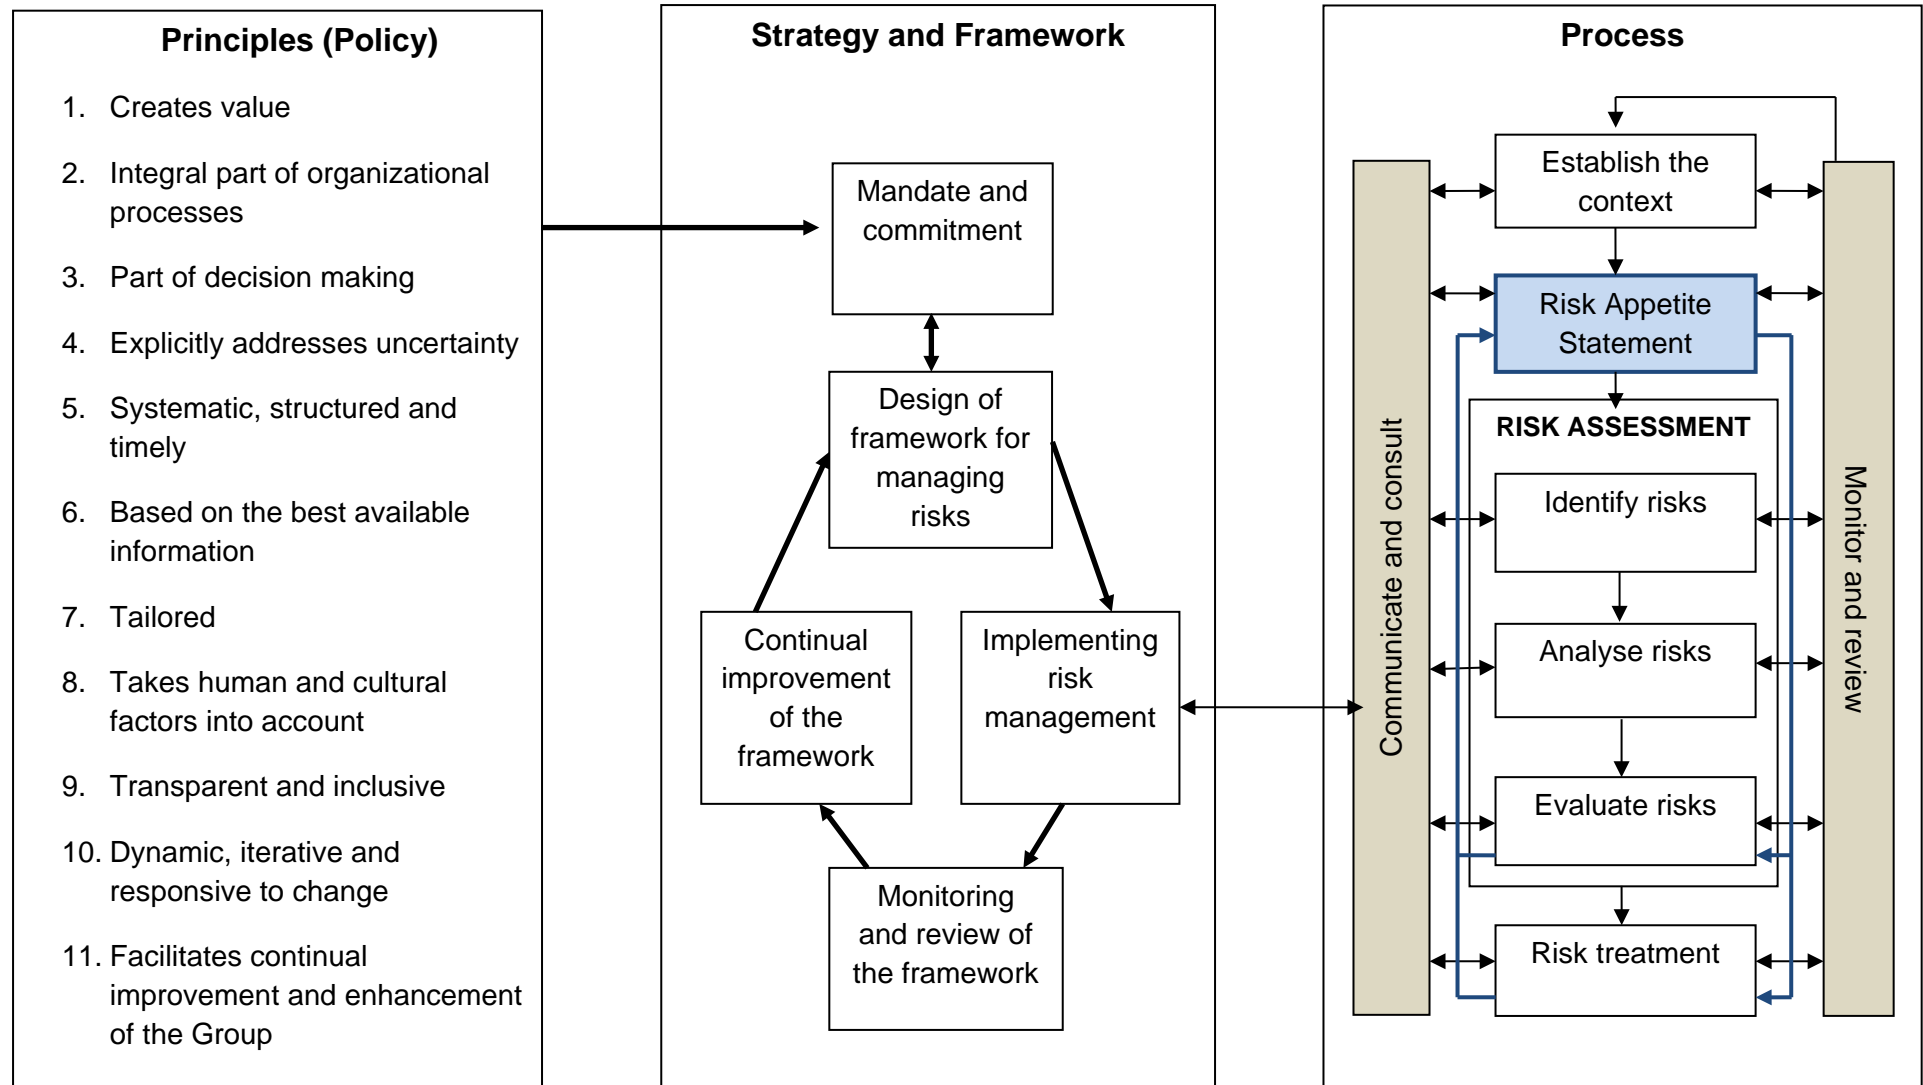 Principles (Policy)
1. Creates value
2. Integral part of organizational
processes
3. Part of decision making
4. Explicitly addresses uncertainty
5. Systematic, structured and
timely
6. Based on the best available
information
7. Tailored
8. Takes human and cultural
factors into account
9. Transparent and inclusive
10. Dynamic, iterative and
responsive to change
11. Facilitates continual
improvement and enhancement
of the Group
Strategy and Framework
Mandate and
commitment
Design of
framework for
managing
risks
Continual
improvement
of the
framework
Implementing
risk
management
Monitoring
and review of
the framework
Process
Communicate and consult
Establish the
context
Risk Appetite
Statement
RISK ASSESSMENT
Identify risks
Analyse risks
Evaluate risks
Risk treatment
Monitor and review